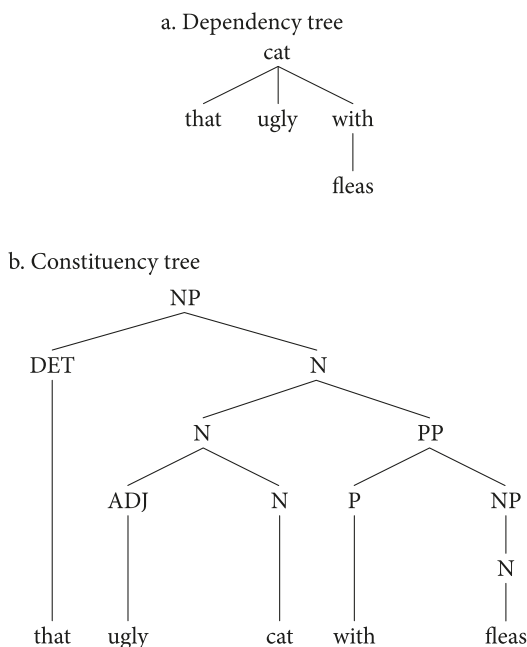 a. Dependency tree
cat
that ugly with
fleas
b. Constituency tree
NP
DET N
N PP
ADJ N P NP
N
that ugly cat with fleas